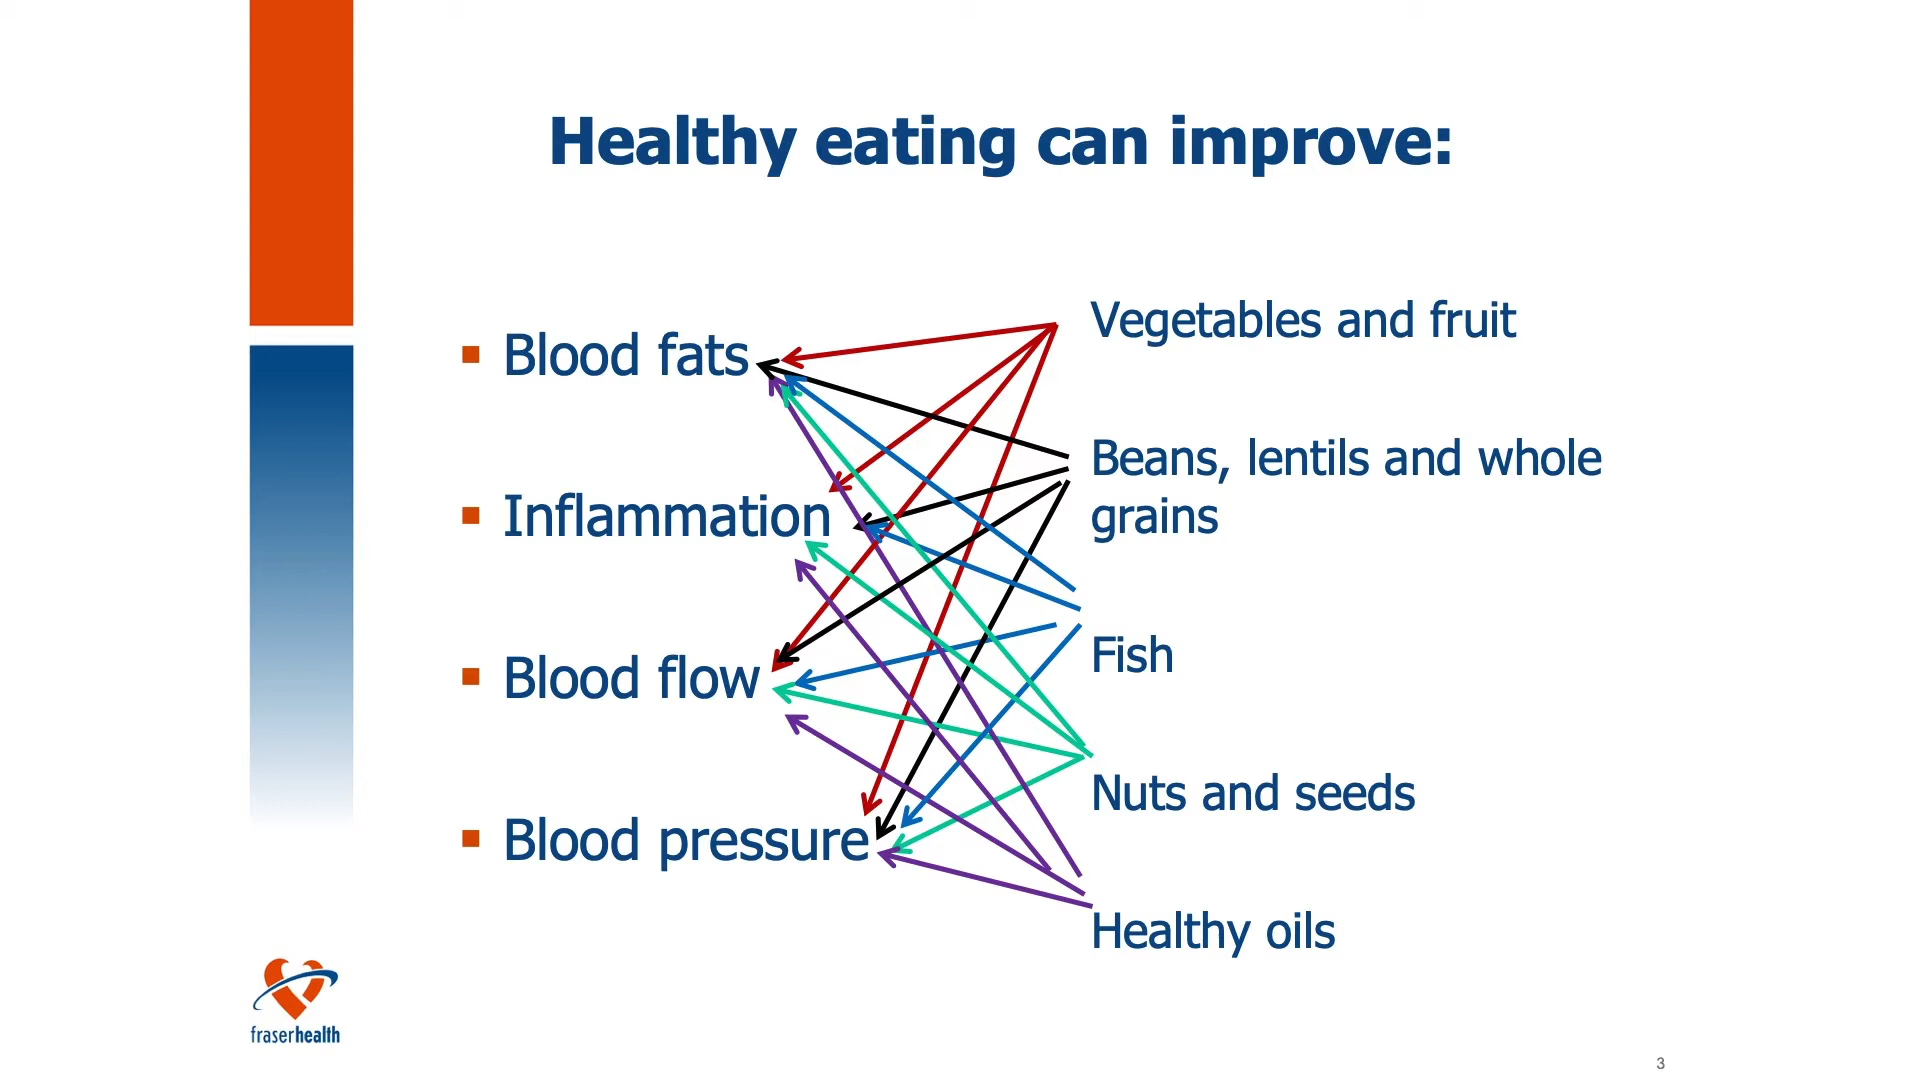 Healthy eating can improve:
Blood fats
Inflammation
Blood flow
Blood pressure
Vegetables and fruit
Beans, lentils and whole
grains
Fish
Nuts and seeds
Healthy oils
fraserhealth
3